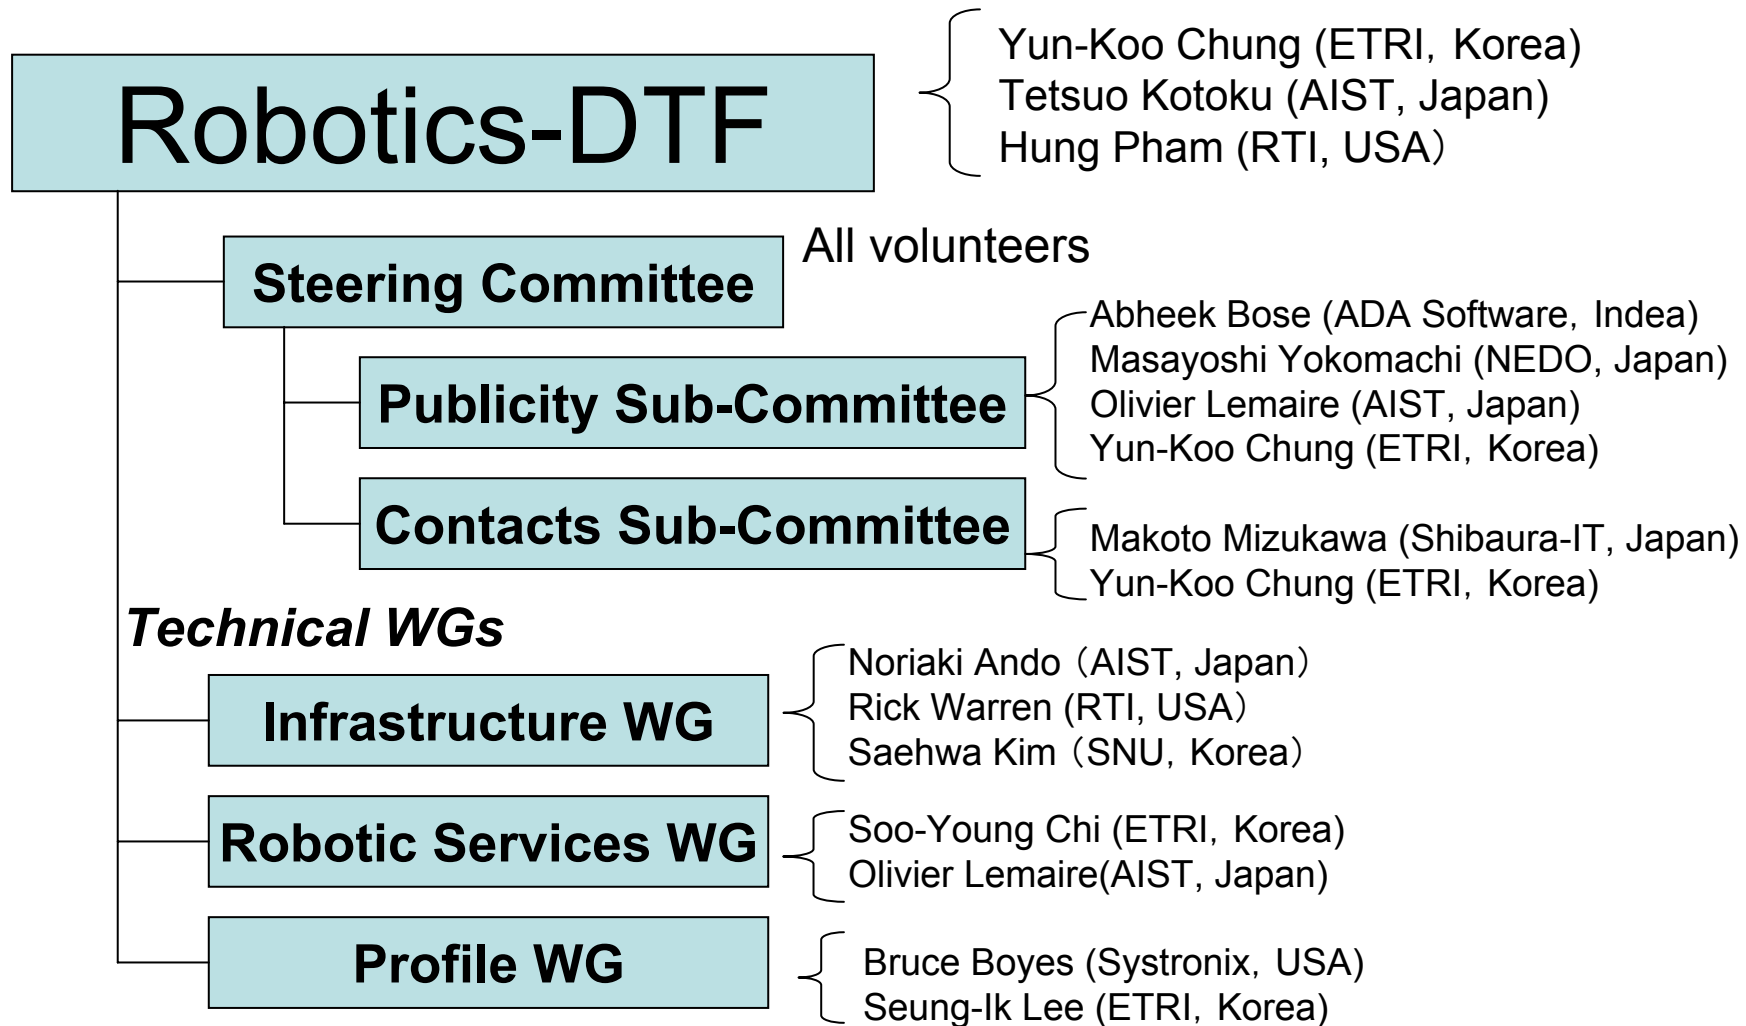 Robotics-DTF
Yun-Koo Chung (ETRI, Korea)
Tetsuo Kotoku (AIST, Japan)
Hung Pham (RTI, USA）
Steering Committee
All volunteers
Publicity Sub-Committee
Abheek Bose (ADA Software, Indea)
Masayoshi Yokomachi (NEDO, Japan)
Olivier Lemaire (AIST, Japan)
Yun-Koo Chung (ETRI, Korea)
Contacts Sub-Committee
Makoto Mizukawa (Shibaura-IT, Japan)
Yun-Koo Chung (ETRI, Korea)
Technical WGs
Infrastructure WG
Noriaki Ando（AIST, Japan）
Rick Warren (RTI, USA）
Saehwa Kim（SNU, Korea）
Robotic Services WG
Soo-Young Chi (ETRI, Korea)
Olivier Lemaire(AIST, Japan)
Profile WG
Bruce Boyes (Systronix, USA)
Seung-Ik Lee (ETRI, Korea)